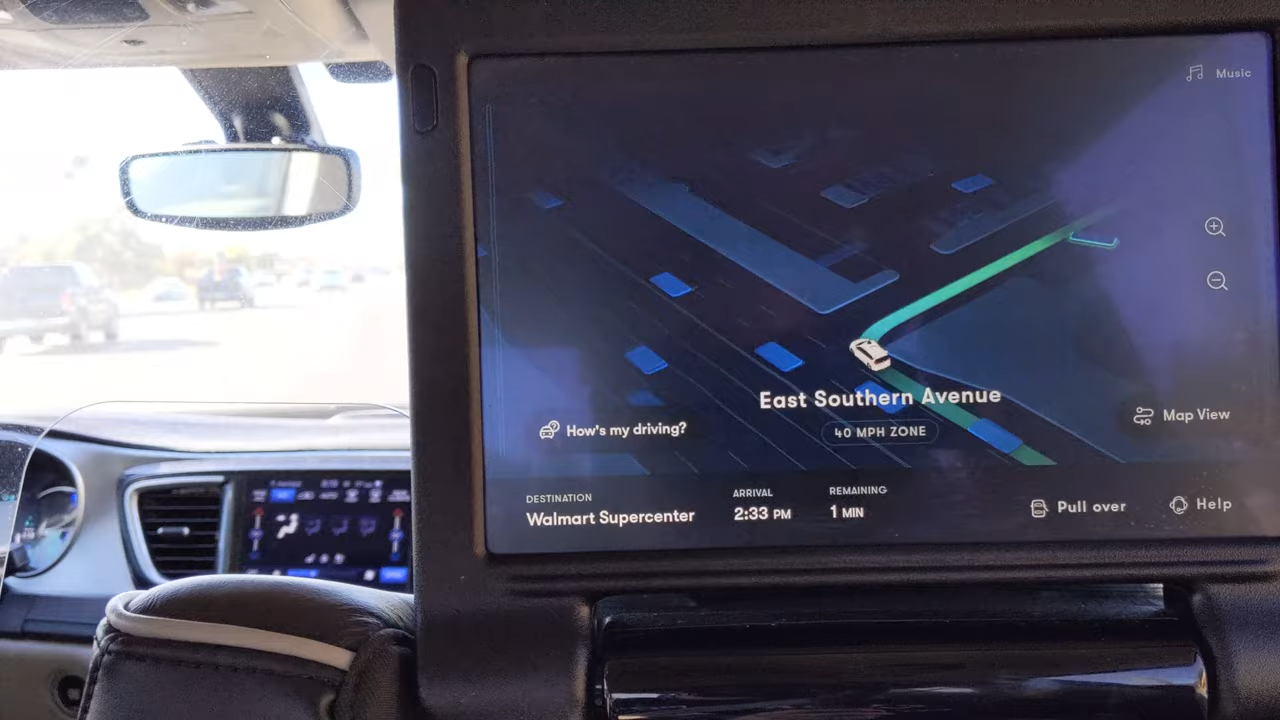 Music
East Southern Avenue
40 MPH ZONE
How's my driving?
Map View
DESTINATION
Walmart Supercenter
ARRIVAL
2:33 PM
REMAINING
1 MIN
Pull over
Help